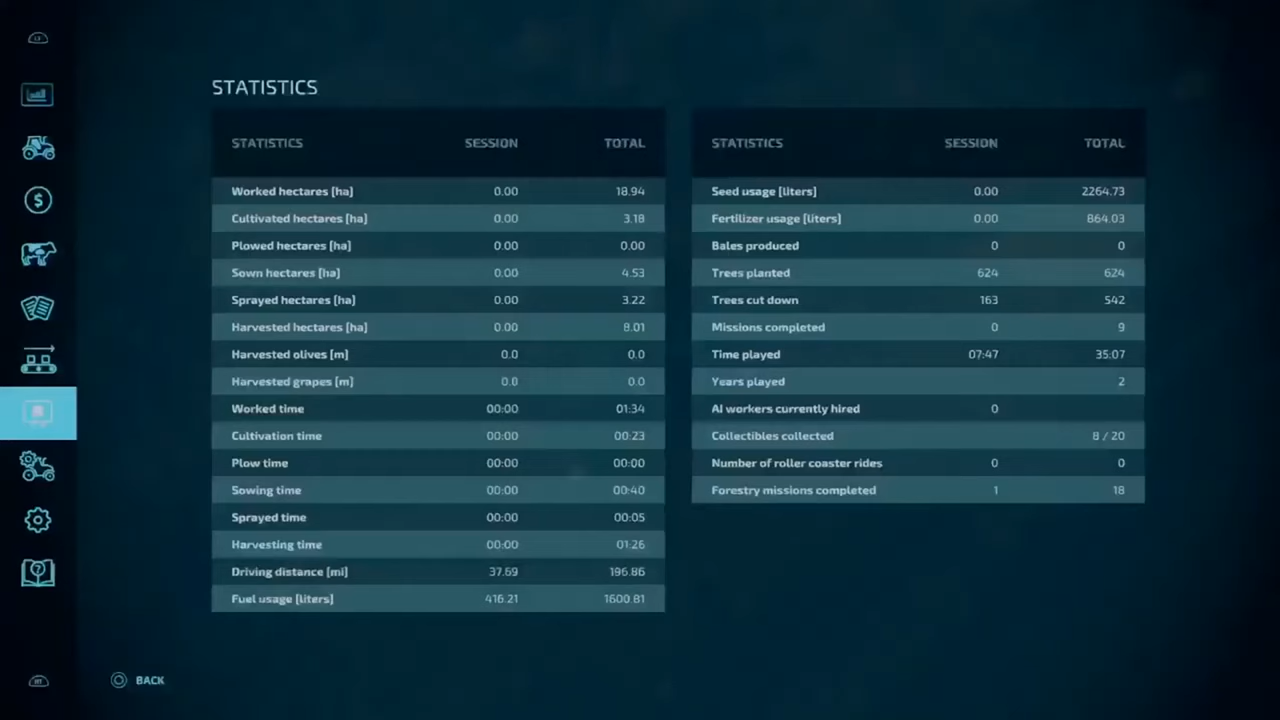 STATISTICS
STATISTICS SESSION TOTAL
Worked hectares [ha] 0.00 18.94
Cultivated hectares [ha] 0.00 3.18
Plowed hectares [ha] 0.00 0.00
Sown hectares [ha] 0.00 4.53
Sprayed hectares [ha] 0.00 3.22
Harvested hectares [ha] 0.00 8.01
Harvested olives [m] 0.0 0.0
Harvested grapes [m] 0.0 0.0
Worked time 00:00 01:34
Cultivation time 00:00 00:23
Plow time 00:00 00:00
Sowing time 00:00 00:40
Sprayed time 00:00 00:05
Harvesting time 00:00 01:26
Driving distance [mi] 37.69 196.86
Fuel usage [liters] 416.21 1600.81
STATISTICS SESSION TOTAL
Seed usage [liters] 0.00 2264.73
Fertilizer usage [liters] 0.00 864.03
Bales produced 0 0
Trees planted 624 624
Trees cut down 163 542
Missions completed 0 9
Time played 07:47 35:07
Years played 2
AI workers currently hired 0
Collectibles collected 8 / 20
Number of roller coaster rides 0 0
Forestry missions completed 1 18
BACK